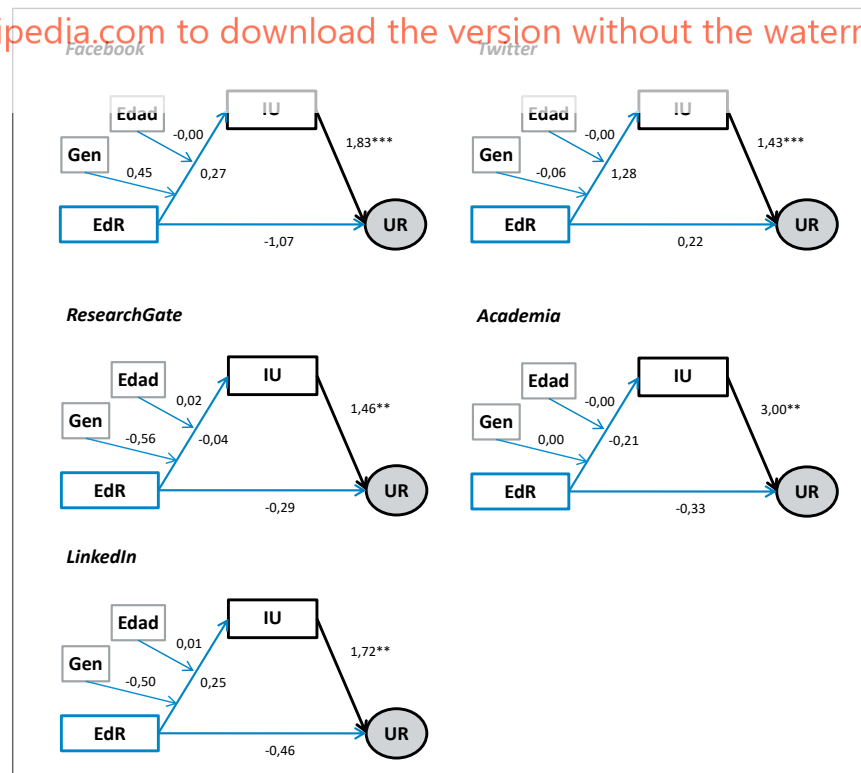 ipedia.com to download the version without the watern
Facebook
Edad
IU
-0,00
1,83***
Gen
0,45
0,27
EdR
UR
-1,07
Twitter
Edad
IU
-0,00
1,43***
Gen
-0,06
1,28
EdR
UR
0,22
ResearchGate
Edad
IU
0,02
1,46**
Gen
-0,56
-0,04
EdR
UR
-0,29
Academia
Edad
IU
-0,00
3,00**
Gen
0,00
-0,21
EdR
UR
-0,33
LinkedIn
Edad
IU
0,01
1,72**
Gen
-0,50
0,25
EdR
UR
-0,46